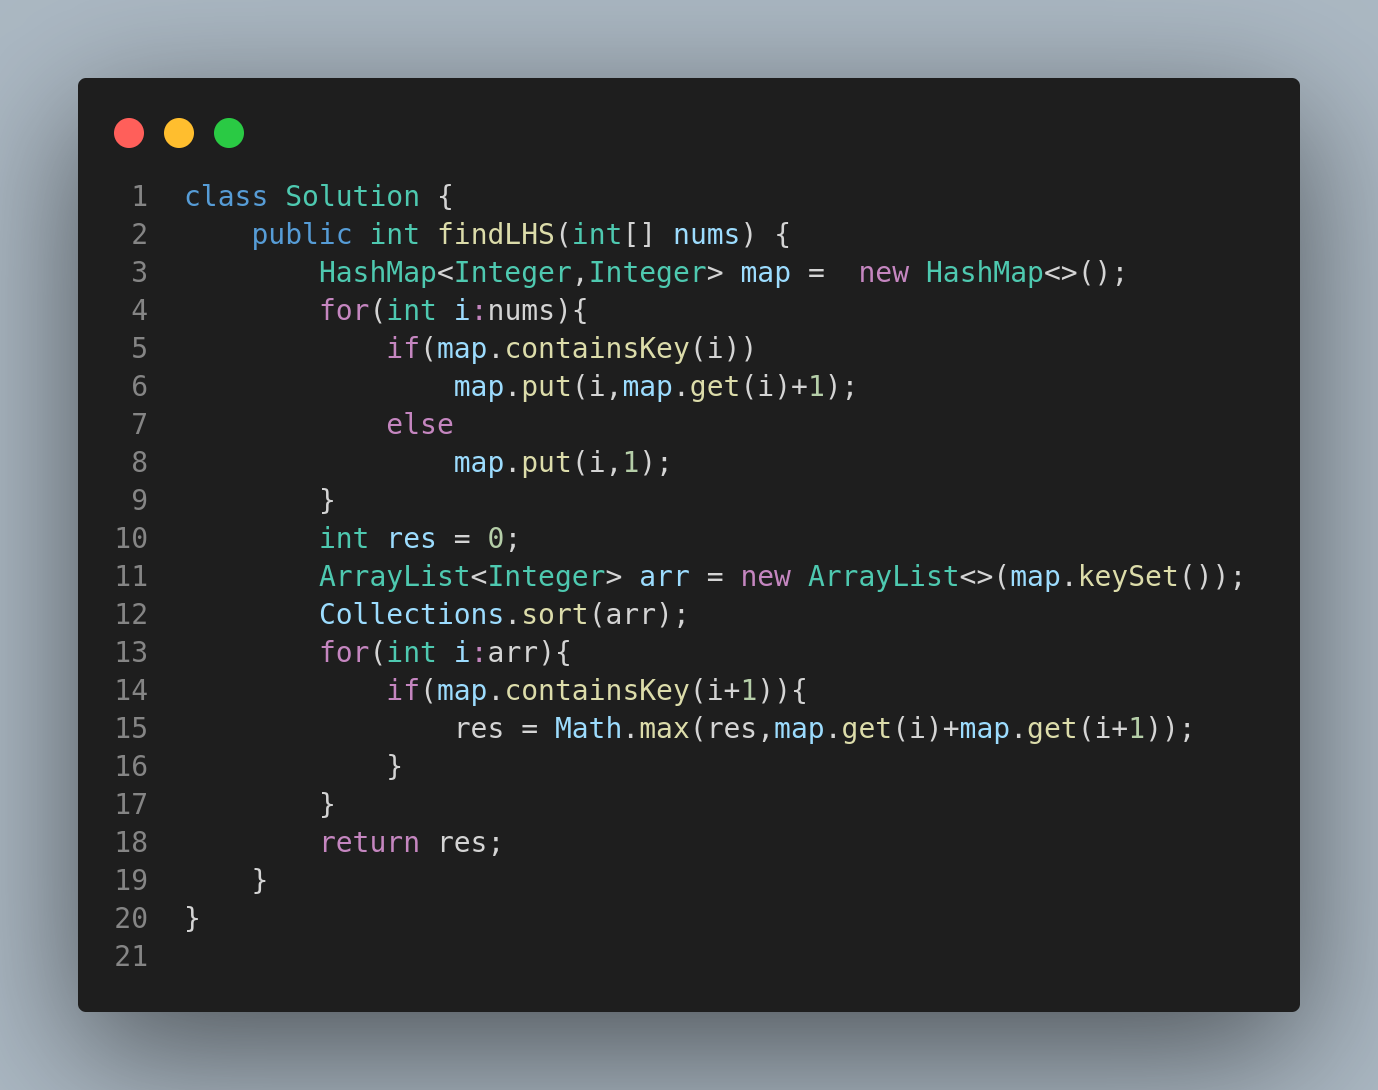 1 class Solution {
2     public int findLHS(int[] nums) {
3         HashMap<Integer,Integer> map =  new HashMap<>();
4         for(int i:nums){
5             if(map.containsKey(i))
6                 map.put(i,map.get(i)+1);
7             else
8                 map.put(i,1);
9         }
10         int res = 0;
11         ArrayList<Integer> arr = new ArrayList<>(map.keySet());
12         Collections.sort(arr);
13         for(int i:arr){
14             if(map.containsKey(i+1)){
15                 res = Math.max(res,map.get(i)+map.get(i+1));
16             }
17         }
18         return res;
19     }
20 }
21